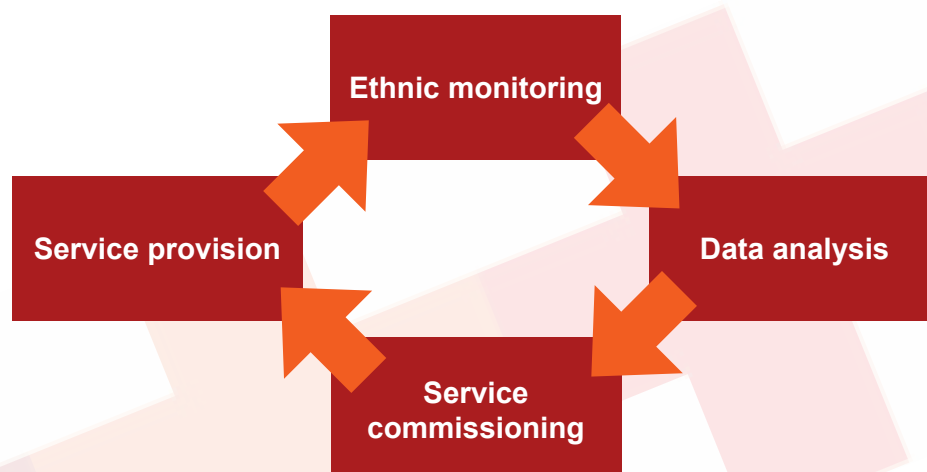 Ethnic monitoring
Service provision
Data analysis
Service
commissioning